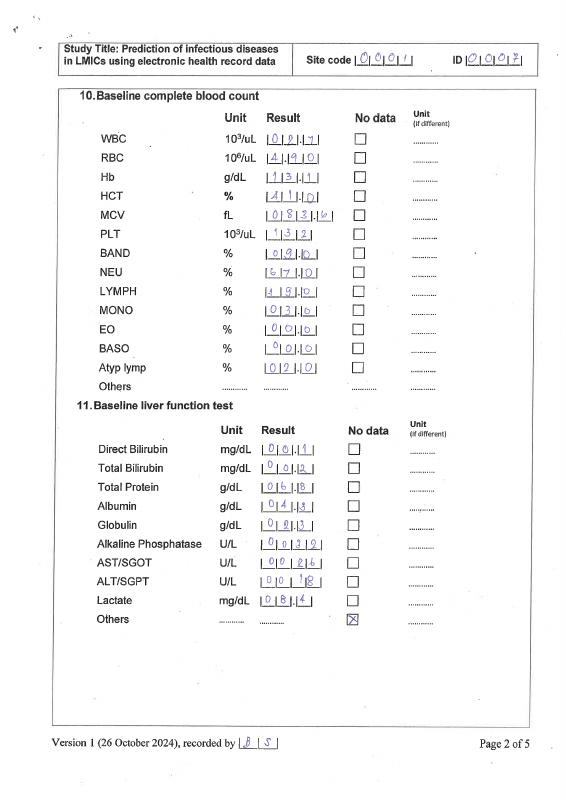 Study Title: Prediction of infectious diseases in LMICs using electronic health record data
Site code |0|0|0|1| ID |0|0|0|7|
10. Baseline complete blood count
Unit Result No data Unit (if different)
WBC 10³/uL |0|2|.|7| ☐ ............
RBC 10⁶/uL |4|.|9|0| ☐ ............
Hb g/dL |1|3|.|1| ☐ ............
HCT % |4|1|.|0| ☐ ............
MCV fL |0|8|3|.|6| ☐ ............
PLT 10³/uL |1|3|2| ☐ ............
BAND % |0|9|.|0| ☐ ............
NEU % |6|7|.|0| ☐ ............
LYMPH % |1|9|.|0| ☐ ............
MONO % |0|3|.|0| ☐ ............
EO % |0|0|.|0| ☐ ............
BASO % |0|0|.|0| ☐ ............
Atyp lymp % |0|2|.|0| ☐ ............
Others ............ ............ ............ ............
11. Baseline liver function test
Unit Result No data Unit (if different)
Direct Bilirubin mg/dL |0|0|.|1| ☐ ............
Total Bilirubin mg/dL |0|0|.|2| ☐ ............
Total Protein g/dL |0|6|.|8| ☐ ............
Albumin g/dL |0|4|.|3| ☐ ............
Globulin g/dL |0|2|.|3| ☐ ............
Alkaline Phosphatase U/L |0|0|3|2| ☐ ............
AST/SGOT U/L |0|0|2|6| ☐ ............
ALT/SGPT U/L |0|0|1|8| ☐ ............
Lactate mg/dL |0|8|.|4| ☐ ............
Others ............ ............ ☒ ............
Version 1 (26 October 2024), recorded by |B|S| Page 2 of 5